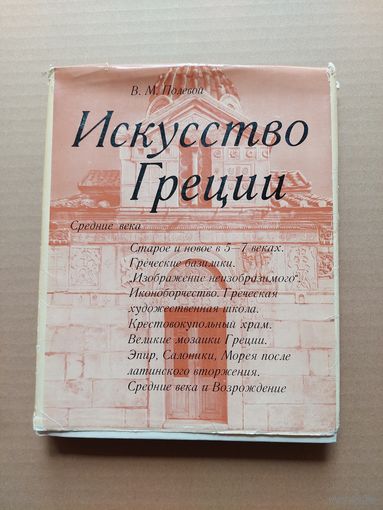 В. М. Полевой
Искусство
Греции
Средние века
Старое и новое в 5—7 веках.
Греческие базилики.
„Изображение неизобразимого“.
Иконоборчество. Греческая
художественная школа.
Крестовокупольный храм.
Великие мозаики Греции.
Эпир, Салоники, Морея после
латинского вторжения.
Средние века и Возрождение